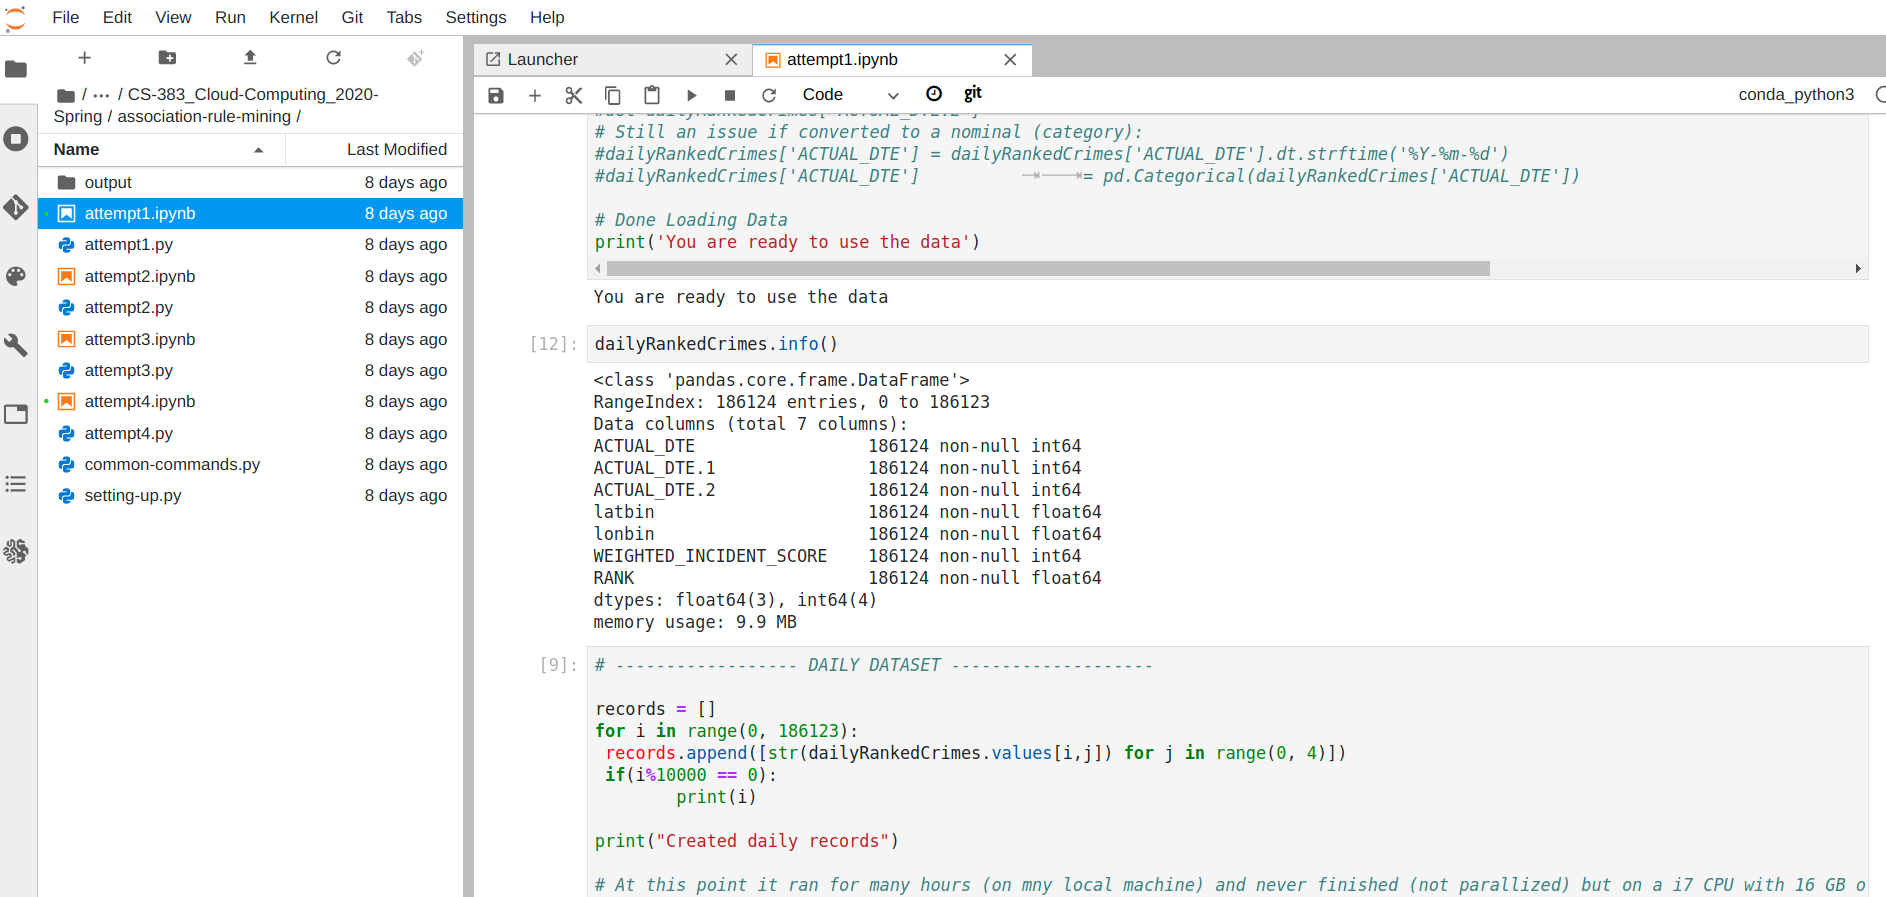 File Edit View Run Kernel Git Tabs Settings Help
/ ··· / CS-383_Cloud-Computing_2020-
Spring / association-rule-mining /
Name Last Modified
output 8 days ago
attempt1.ipynb 8 days ago
attempt1.py 8 days ago
attempt2.ipynb 8 days ago
attempt2.py 8 days ago
attempt3.ipynb 8 days ago
attempt3.py 8 days ago
attempt4.ipynb 8 days ago
attempt4.py 8 days ago
common-commands.py 8 days ago
setting-up.py 8 days ago
Launcher
attempt1.ipynb
Code git conda_python3
# Still an issue if converted to a nominal (category):
#dailyRankedCrimes['ACTUAL_DTE'] = dailyRankedCrimes['ACTUAL_DTE'].dt.strftime('%Y-%m-%d')
#dailyRankedCrimes['ACTUAL_DTE'] = pd.Categorical(dailyRankedCrimes['ACTUAL_DTE'])
# Done Loading Data
print('You are ready to use the data')
You are ready to use the data
[12]: dailyRankedCrimes.info()
<class 'pandas.core.frame.DataFrame'>
RangeIndex: 186124 entries, 0 to 186123
Data columns (total 7 columns):
ACTUAL_DTE 186124 non-null int64
ACTUAL_DTE.1 186124 non-null int64
ACTUAL_DTE.2 186124 non-null int64
latbin 186124 non-null float64
lonbin 186124 non-null float64
WEIGHTED_INCIDENT_SCORE 186124 non-null int64
RANK 186124 non-null float64
dtypes: float64(3), int64(4)
memory usage: 9.9 MB
[9]: # ------------------ DAILY DATASET --------------------
records = []
for i in range(0, 186123):
records.append([str(dailyRankedCrimes.values[i,j]) for j in range(0, 4)])
if(i%10000 == 0):
print(i)
print("Created daily records")
# At this point it ran for many hours (on mny local machine) and never finished (not parallized) but on a i7 CPU with 16 GB o